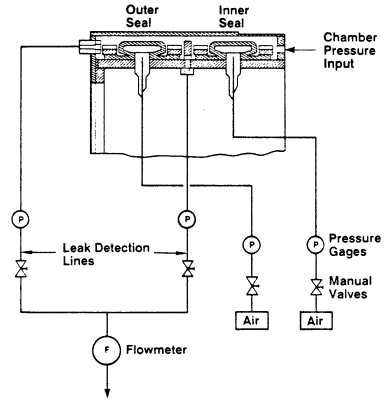 Outer
Seal
Inner
Seal
Chamber
Pressure
Input
P
P
P
P
Leak Detection
Lines
Pressure
Gages
Manual
Valves
Air
Air
F
Flowmeter